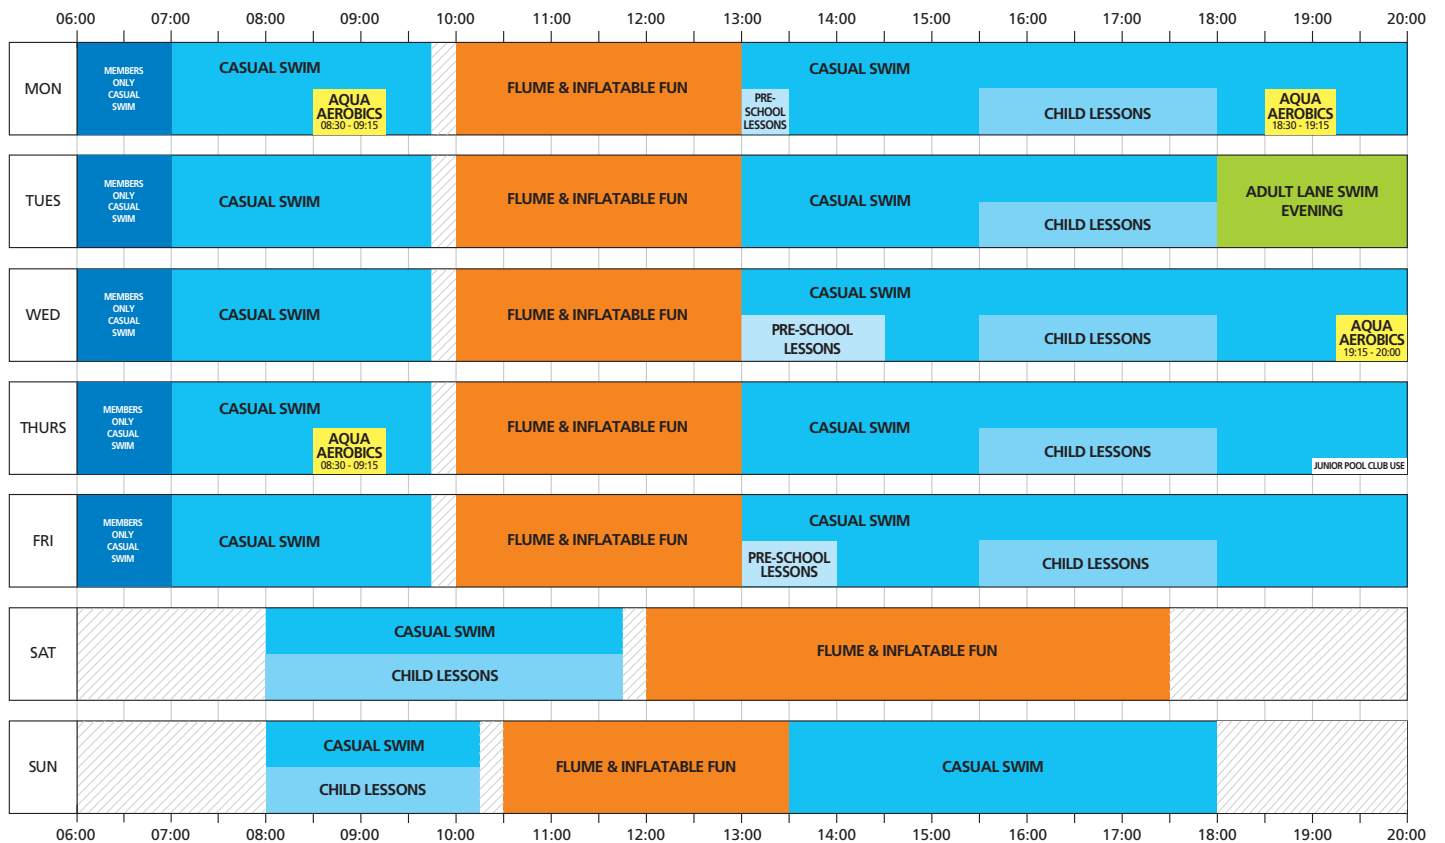 06:00 07:00 08:00 09:00 10:00 11:00 12:00 13:00 14:00 15:00 16:00 17:00 18:00 19:00 20:00
MON
MEMBERS
ONLY
CASUAL
SWIM
CASUAL SWIM
AQUA
AEROBICS
08:30 - 09:15
FLUME & INFLATABLE FUN
CASUAL SWIM
PRE-
SCHOOL
LESSONS
CHILD LESSONS
AQUA
AEROBICS
18:30 - 19:15
TUES
MEMBERS
ONLY
CASUAL
SWIM
CASUAL SWIM
FLUME & INFLATABLE FUN
CASUAL SWIM
CHILD LESSONS
ADULT LANE SWIM
EVENING
WED
MEMBERS
ONLY
CASUAL
SWIM
CASUAL SWIM
FLUME & INFLATABLE FUN
CASUAL SWIM
PRE-SCHOOL
LESSONS
CHILD LESSONS
AQUA
AEROBICS
19:15 - 20:00
THURS
MEMBERS
ONLY
CASUAL
SWIM
CASUAL SWIM
AQUA
AEROBICS
08:30 - 09:15
FLUME & INFLATABLE FUN
CASUAL SWIM
CHILD LESSONS
JUNIOR POOL CLUB USE
FRI
MEMBERS
ONLY
CASUAL
SWIM
CASUAL SWIM
FLUME & INFLATABLE FUN
CASUAL SWIM
PRE-SCHOOL
LESSONS
CHILD LESSONS
SAT
CASUAL SWIM
CHILD LESSONS
FLUME & INFLATABLE FUN
SUN
CASUAL SWIM
CHILD LESSONS
FLUME & INFLATABLE FUN
CASUAL SWIM
06:00 07:00 08:00 09:00 10:00 11:00 12:00 13:00 14:00 15:00 16:00 17:00 18:00 19:00 20:00